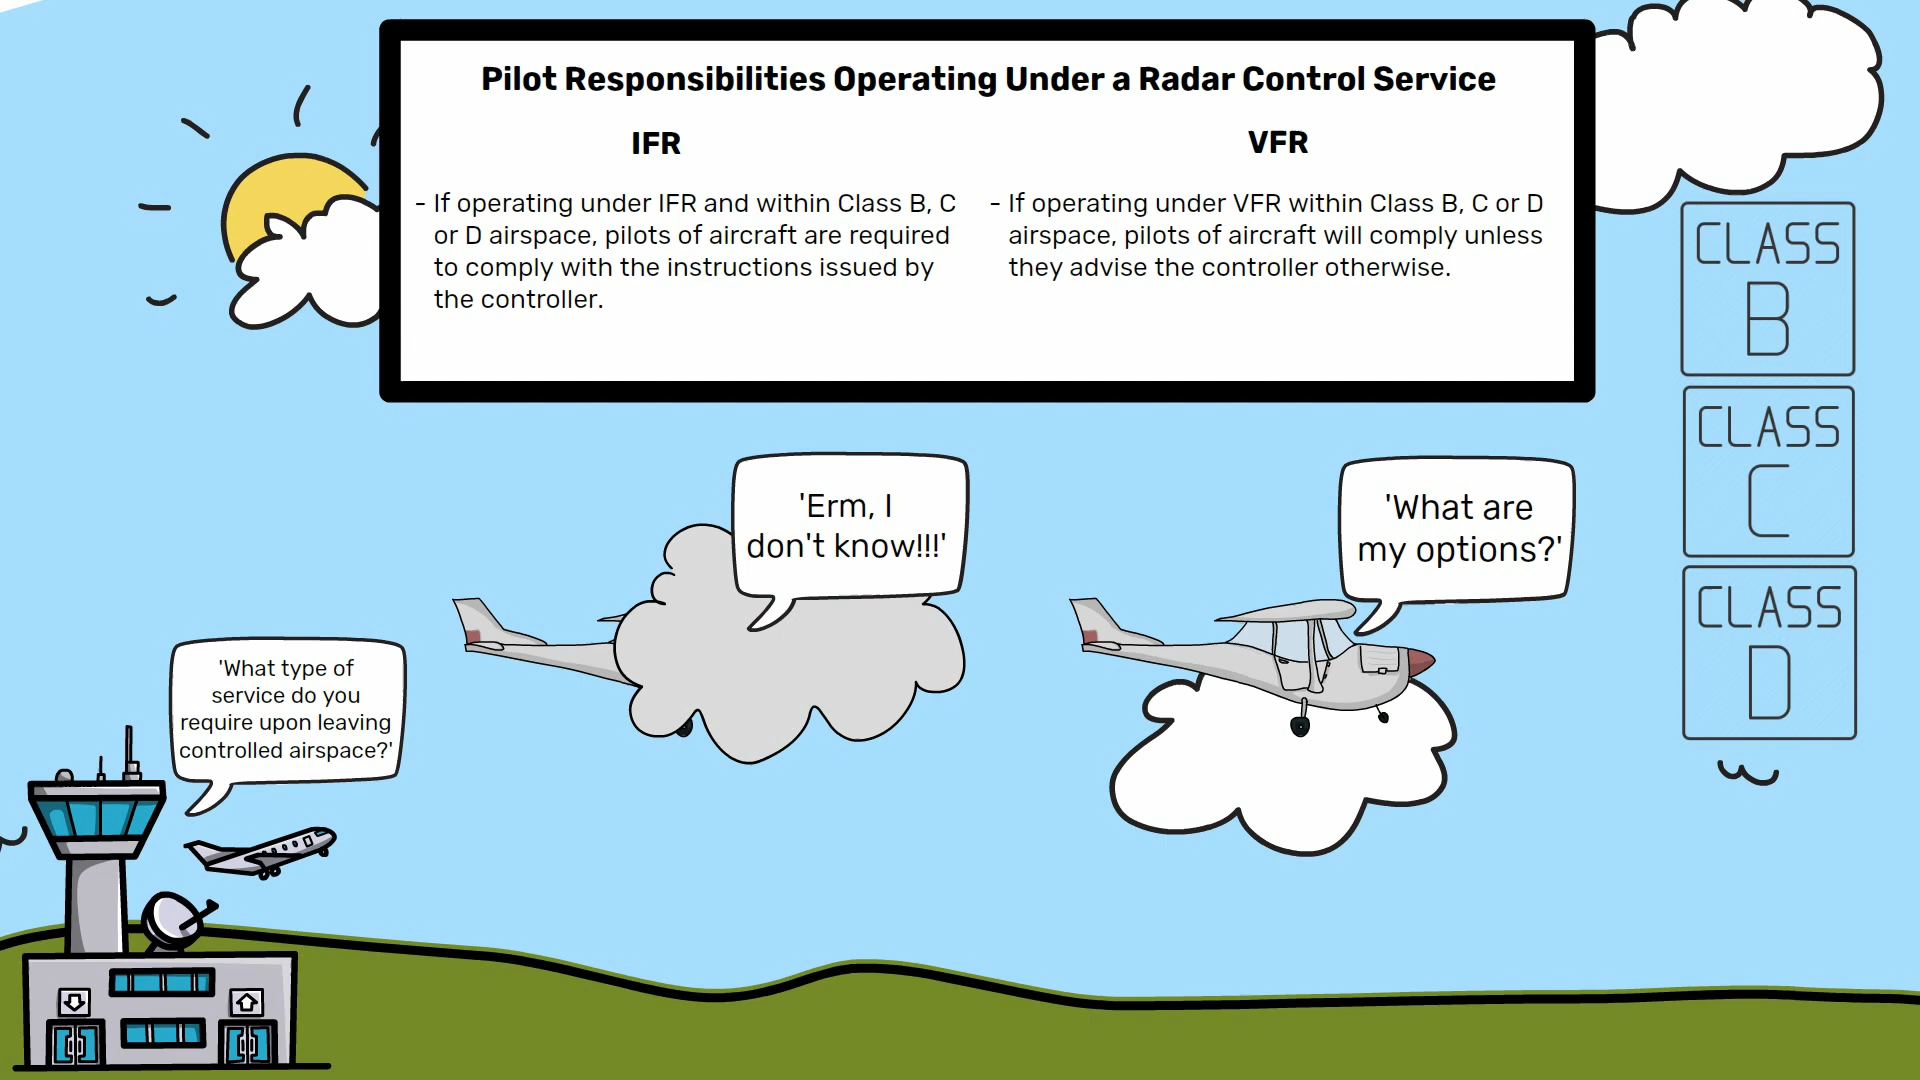 Pilot Responsibilities Operating Under a Radar Control Service
IFR
- If operating under IFR and within Class B, C
or D airspace, pilots of aircraft are required
to comply with the instructions issued by
the controller.
VFR
- If operating under VFR within Class B, C or D
airspace, pilots of aircraft will comply unless
they advise the controller otherwise.
CLASS
B
CLASS
C
CLASS
D
'Erm, I
don't know!!!'
'What are
my options?'
'What type of
service do you
require upon leaving
controlled airspace?'